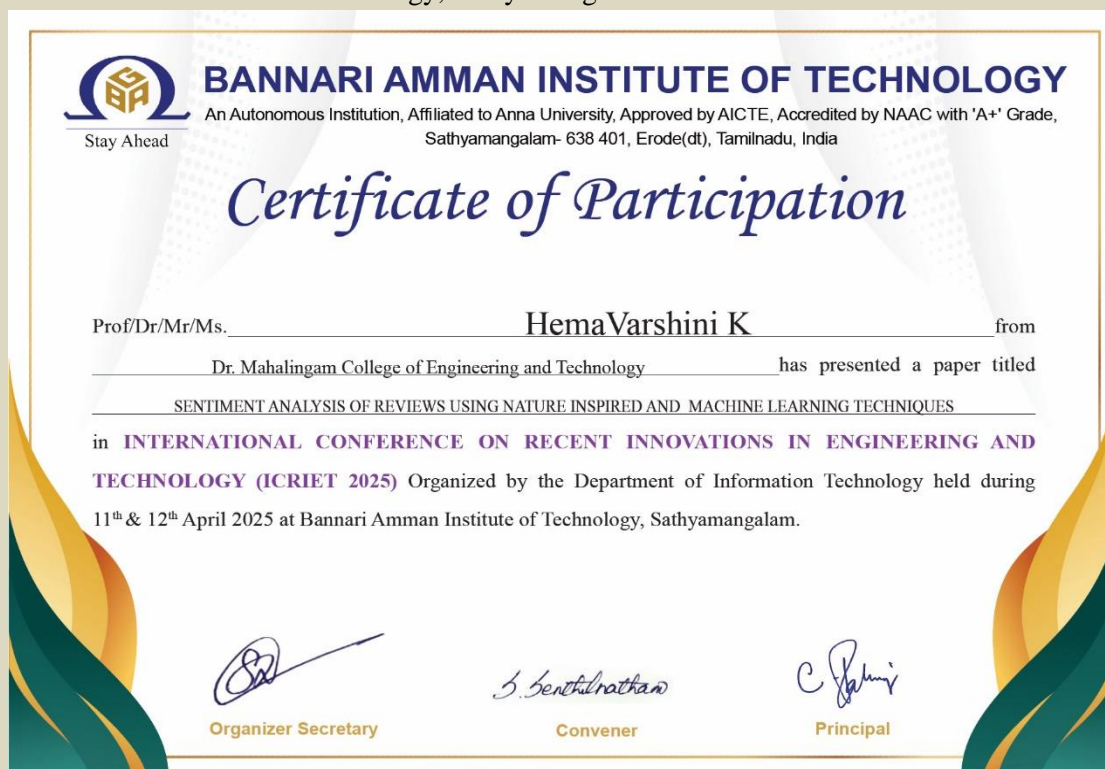 BANNARI AMMAN INSTITUTE OF TECHNOLOGY
An Autonomous Institution, Affiliated to Anna University, Approved by AICTE, Accredited by NAAC with 'A+' Grade,
Sathyamangalam- 638 401, Erode(dt), Tamilnadu, India
GBA
Stay Ahead
Certificate of Participation
Prof/Dr/Mr/Ms. HemaVarshini K from
Dr. Mahalingam College of Engineering and Technology has presented a paper titled
SENTIMENT ANALYSIS OF REVIEWS USING NATURE INSPIRED AND MACHINE LEARNING TECHNIQUES
in INTERNATIONAL CONFERENCE ON RECENT INNOVATIONS IN ENGINEERING AND
TECHNOLOGY (ICRIET 2025) Organized by the Department of Information Technology held during
11th & 12th April 2025 at Bannari Amman Institute of Technology, Sathyamangalam.
S. Senthilnathan
Organizer Secretary
Convener
Principal